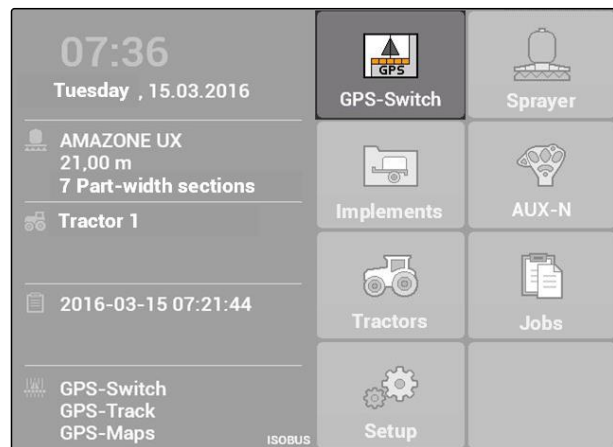 07:36
Tuesday , 15.03.2016
AMAZONE UX
21,00 m
7 Part-width sections
Tractor 1
2016-03-15 07:21:44
GPS-Switch
GPS-Track
GPS-Maps
ISOBUS
GPS
GPS-Switch
Sprayer
Implements
AUX-N
Tractors
Jobs
Setup